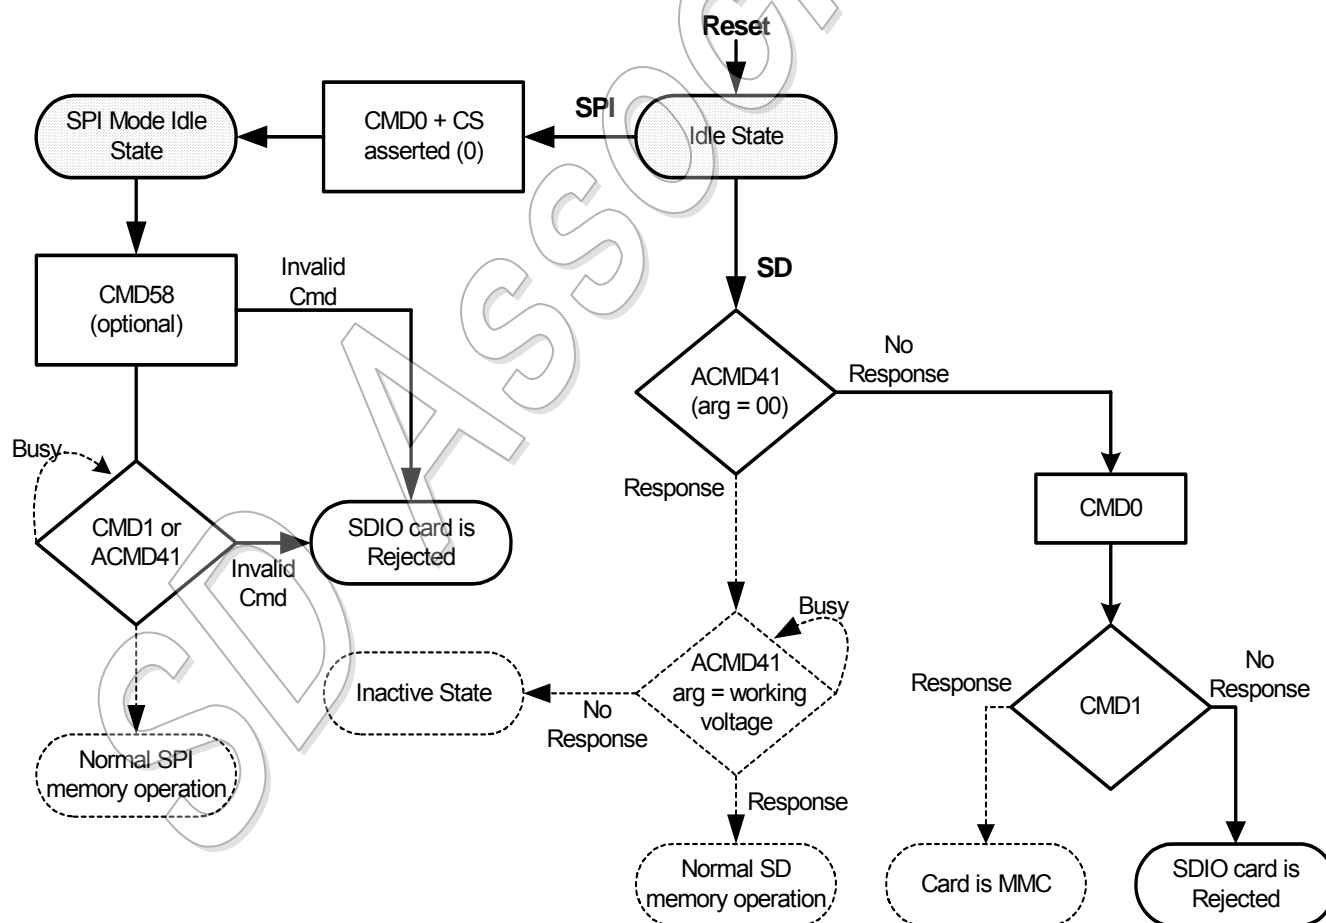 Reset
SPI Mode Idle
State
CMD0 + CS
asserted (0)
SPI
Idle State
CMD58
(optional)
Invalid
Cmd
SD
ACMD41
(arg = 00)
No
Response
Busy
CMD1 or
ACMD41
Invalid
Cmd
SDIO card is
Rejected
Response
CMD0
Inactive State
No
Response
ACMD41
arg = working
voltage
Busy
Response
CMD1
No
Response
Normal SPI
memory operation
Response
Normal SD
memory operation
Card is MMC
SDIO card is
Rejected
SD Assoc